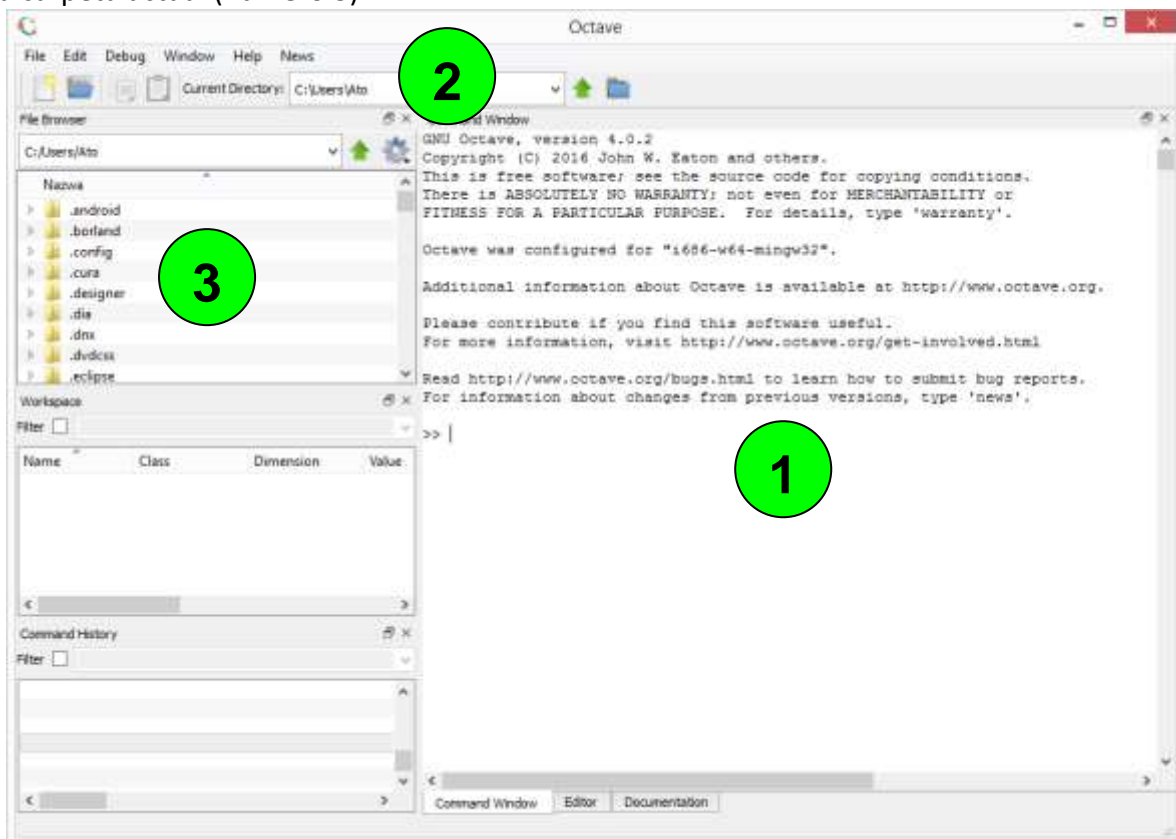 Octave
File Edit Debug Window Help News
Current Directory: C:\Users\Ato
2
File Browser
C:/Users/Ato
Nazwa
.android
.borland
.config
.cura
.designer
.dia
.dnx
.dvdcss
.eclipse
3
Workspace
Filter
Name Class Dimension Value
Command History
Filter
Window
GNU Octave, version 4.0.2
Copyright (C) 2016 John W. Eaton and others.
This is free software; see the source code for copying conditions.
There is ABSOLUTELY NO WARRANTY; not even for MERCHANTABILITY or
FITNESS FOR A PARTICULAR PURPOSE. For details, type 'warranty'.
Octave was configured for "i686-w64-mingw32".
Additional information about Octave is available at http://www.octave.org.
Please contribute if you find this software useful.
For more information, visit http://www.octave.org/get-involved.html
Read http://www.octave.org/bugs.html to learn how to submit bug reports.
For information about changes from previous versions, type 'news'.
>>
1
Command Window Editor Documentation